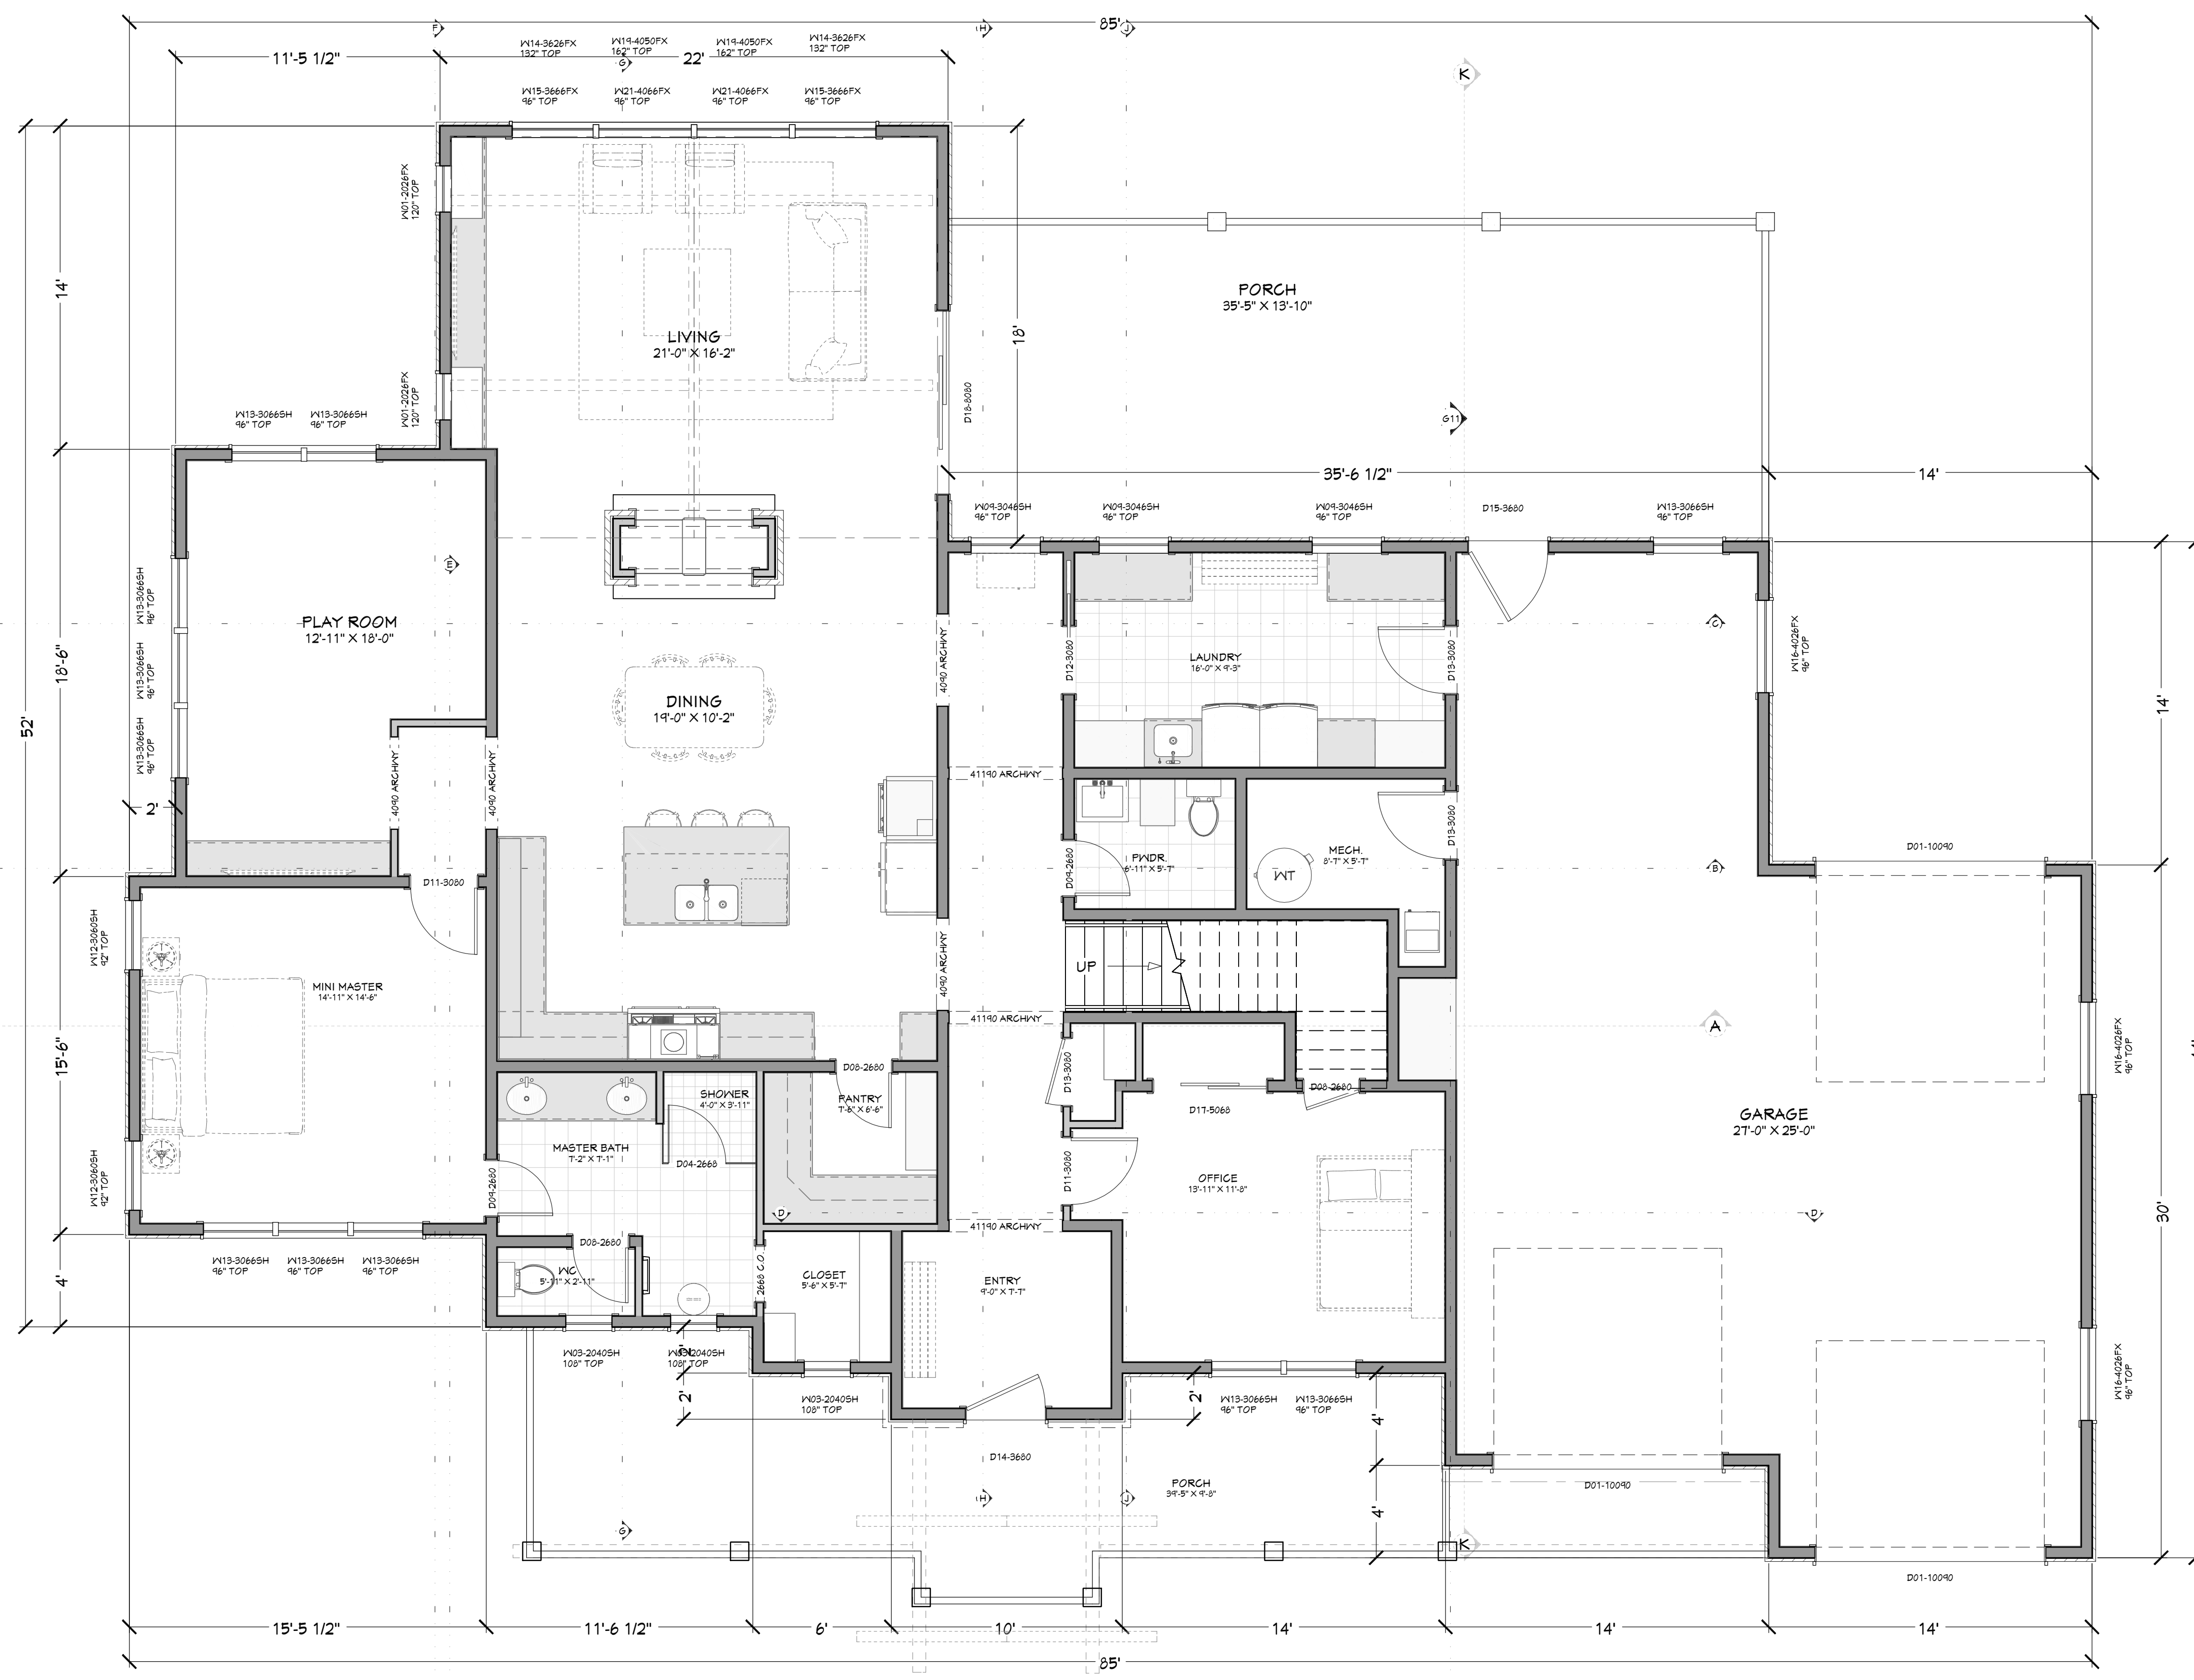 85'
F
H
J
W14-3626FX
132" TOP
W19-4050FX
162" TOP
W19-4050FX
162" TOP
W14-3626FX
132" TOP
11'-5 1/2"
22'
G
K
W15-3666FX
96" TOP
W21-4066FX
96" TOP
W21-4066FX
96" TOP
W15-3666FX
96" TOP
W01-2026FX
120" TOP
14'
PORCH
35'-5" X 13'-10"
LIVING
21'-0" X 16'-2"
18'
W01-2026FX
120" TOP
D18-8080
W13-3066SH
96" TOP
W13-3066SH
96" TOP
G11
35'-6 1/2"
14'
W09-3046SH
96" TOP
W09-3046SH
96" TOP
W09-3046SH
96" TOP
D15-3680
W13-3066SH
96" TOP
E
W13-3066SH
96" TOP
W13-3066SH
96" TOP
W13-3066SH
96" TOP
PLAY ROOM
12'-11" X 18'-0"
18'-6"
52'
2'
4090 ARCHWY
4090 ARCHWY
DINING
19'-0" X 10'-2"
4090 ARCHWY
D12-3080
LAUNDRY
16'-0" X 9'-3"
D13-3080
C
W16-4026FX
96" TOP
14'
41190 ARCHWY
D13-3080
PWDR.
6'-11" X 5'-7"
MECH.
8'-7" X 5'-7"
WT
D09-2680
B
D01-10090
D11-3080
W12-3060SH
92" TOP
MINI MASTER
14'-11" X 14'-6"
4090 ARCHWY
UP
41190 ARCHWY
A
15'-6"
D08-2680
D13-3080
D08-2680
D17-5068
W16-4026FX
96" TOP
SHOWER
4'-0" X 3'-11"
PANTRY
7'-6" X 6'-6"
GARAGE
27'-0" X 25'-0"
MASTER BATH
7'-2" X 7'-1"
D04-2668
W12-3060SH
92" TOP
D09-2680
D11-3080
OFFICE
13'-11" X 11'-8"
D
D
30'
41190 ARCHWY
D08-2680
W13-3066SH
96" TOP
W13-3066SH
96" TOP
W13-3066SH
96" TOP
4'
WC
5'-11" X 2'-11"
2668 C.O.
CLOSET
5'-6" X 5'-7"
ENTRY
9'-0" X 7'-7"
W03-2040SH
108" TOP
W03-2040SH
108" TOP
2'
2'
W03-2040SH
108" TOP
2'
W13-3066SH
96" TOP
W13-3066SH
96" TOP
4'
W16-4026FX
96" TOP
D14-3680
PORCH
39'-5" X 9'-8"
D01-10090
H
J
4'
G
K
D01-10090
15'-5 1/2"
11'-6 1/2"
6'
10'
14'
14'
14'
85'